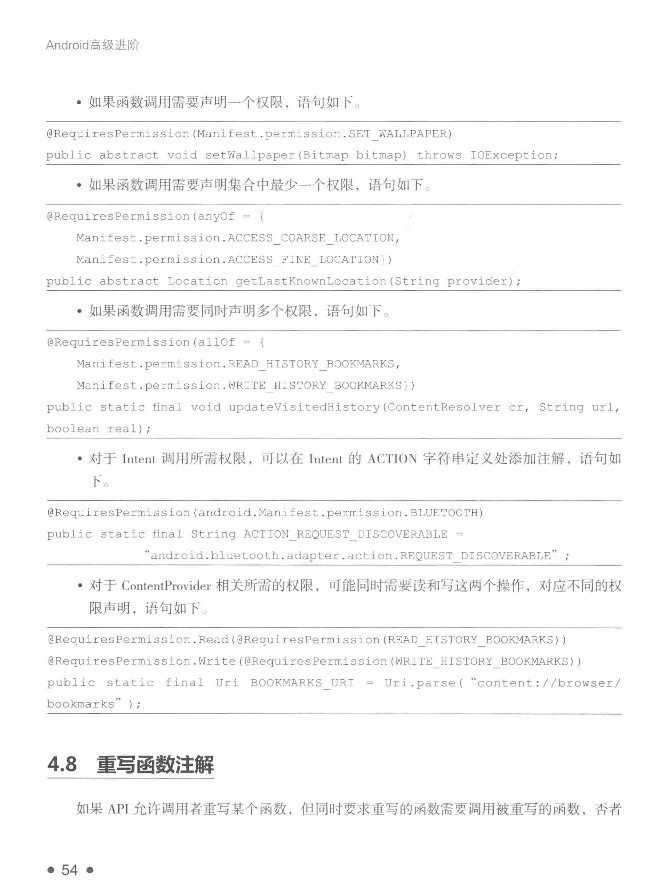 Android高级进阶
• 如果函数调用需要声明一个权限，语句如下。
@RequiresPermission(Manifest.permission.SET_WALLPAPER)
public abstract void setWallpaper(Bitmap bitmap) throws IOException;
• 如果函数调用需要声明集合中最少一个权限，语句如下。
@RequiresPermission(anyOf = {
Manifest.permission.ACCESS_COARSE_LOCATION,
Manifest.permission.ACCESS_FINE_LOCATION})
public abstract Location getLastKnownLocation(String provider);
• 如果函数调用需要同时声明多个权限，语句如下。
@RequiresPermission(allOf = {
Manifest.permission.READ_HISTORY_BOOKMARKS,
Manifest.permission.WRITE_HISTORY_BOOKMARKS})
public static final void updateVisitedHistory(ContentResolver cr, String url,
boolean real);
• 对于 Intent 调用所需权限，可以在 Intent 的 ACTION 字符串定义处添加注解，语句如
下。
@RequiresPermission(android.Manifest.permission.BLUETOOTH)
public static final String ACTION_REQUEST_DISCOVERABLE =
“android.bluetooth.adapter.action.REQUEST_DISCOVERABLE” ;
• 对于 ContentProvider 相关所需的权限，可能同时需要读和写这两个操作，对应不同的权
限声明，语句如下。
@RequiresPermission.Read(@RequiresPermission(READ_HISTORY_BOOKMARKS))
@RequiresPermission.Write(@RequiresPermission(WRITE_HISTORY_BOOKMARKS))
public static final Uri BOOKMARKS_URI = Uri.parse( “content://browser/
bookmarks” );
4.8 重写函数注解
如果 API 允许调用者重写某个函数，但同时要求重写的函数需要调用被重写的函数，否者
• 54 •